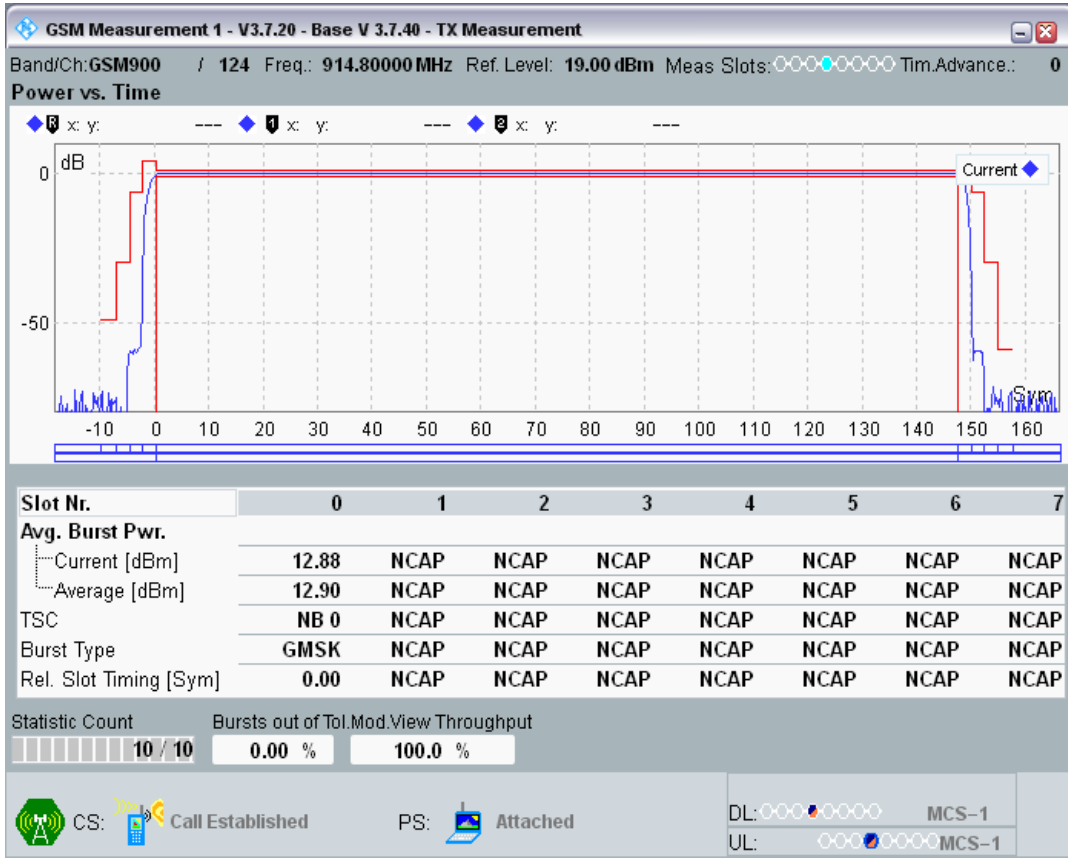 GSM Measurement 1 - V3.7.20 - Base V 3.7.40 - TX Measurement
Band/Ch:GSM900 / 124 Freq.: 914.80000 MHz Ref. Level: 19.00 dBm Meas Slots: Tim.Advance.: 0
Power vs. Time
R x: y: --- 1 x: y: --- 2 x: y: ---
dB
Current
0
-50
Sym
-10 0 10 20 30 40 50 60 70 80 90 100 110 120 130 140 150 160
Slot Nr. 0 1 2 3 4 5 6 7
Avg. Burst Pwr.
Current [dBm] 12.88 NCAP NCAP NCAP NCAP NCAP NCAP NCAP
Average [dBm] 12.90 NCAP NCAP NCAP NCAP NCAP NCAP NCAP
TSC NB 0 NCAP NCAP NCAP NCAP NCAP NCAP NCAP
Burst Type GMSK NCAP NCAP NCAP NCAP NCAP NCAP NCAP
Rel. Slot Timing [Sym] 0.00 NCAP NCAP NCAP NCAP NCAP NCAP NCAP
Statistic Count Bursts out of Tol.Mod.View Throughput
10 / 10 0.00 % 100.0 %
CS: Call Established PS: Attached
DL: MCS-1
UL: MCS-1